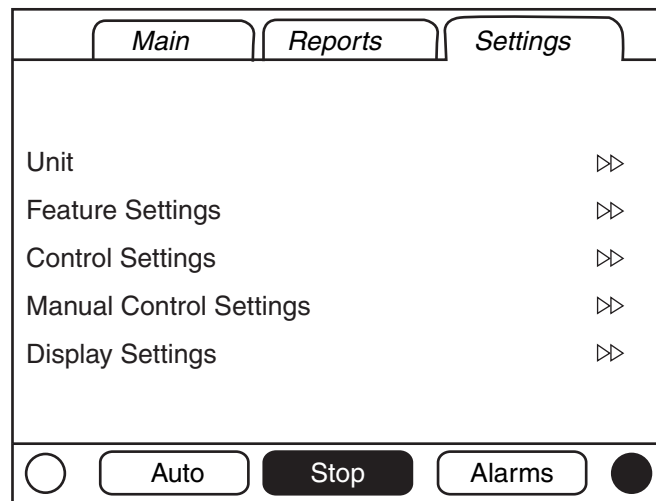 Main Reports Settings
Unit
Feature Settings
Control Settings
Manual Control Settings
Display Settings
Auto Stop Alarms